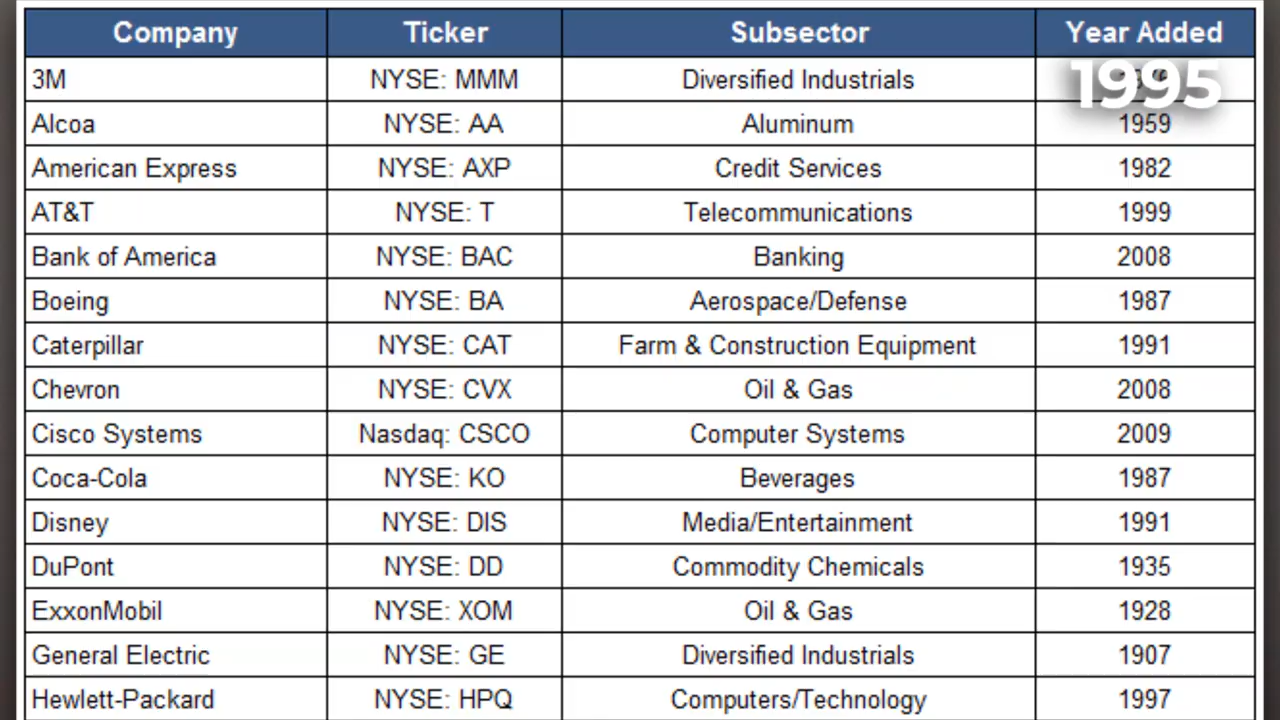 Company Ticker Subsector Year Added
1995
3M NYSE: MMM Diversified Industrials
Alcoa NYSE: AA Aluminum 1959
American Express NYSE: AXP Credit Services 1982
AT&T NYSE: T Telecommunications 1999
Bank of America NYSE: BAC Banking 2008
Boeing NYSE: BA Aerospace/Defense 1987
Caterpillar NYSE: CAT Farm & Construction Equipment 1991
Chevron NYSE: CVX Oil & Gas 2008
Cisco Systems Nasdaq: CSCO Computer Systems 2009
Coca-Cola NYSE: KO Beverages 1987
Disney NYSE: DIS Media/Entertainment 1991
DuPont NYSE: DD Commodity Chemicals 1935
ExxonMobil NYSE: XOM Oil & Gas 1928
General Electric NYSE: GE Diversified Industrials 1907
Hewlett-Packard NYSE: HPQ Computers/Technology 1997